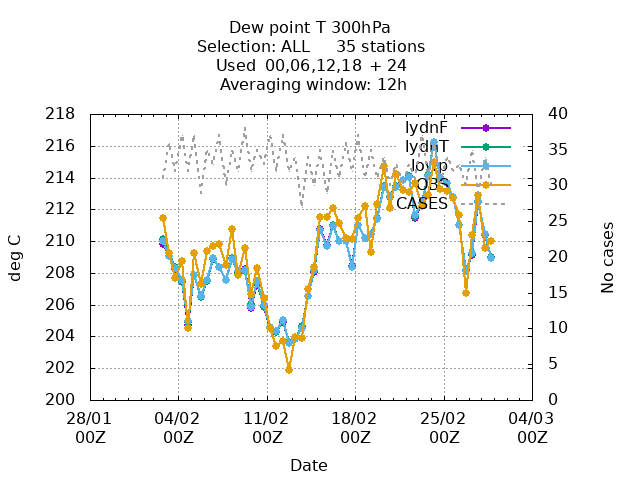 Dew point T 300hPa
Selection: ALL 35 stations
Used 00,06,12,18 + 24
Averaging window: 12h
218
216
214
212
210
208
206
204
202
200
deg C
40
35
30
25
20
15
10
5
0
No cases
lydnF
lydnT
CASES
28/01 04/02 11/02 18/02 25/02 04/03
00Z 00Z 00Z 00Z 00Z 00Z
Date